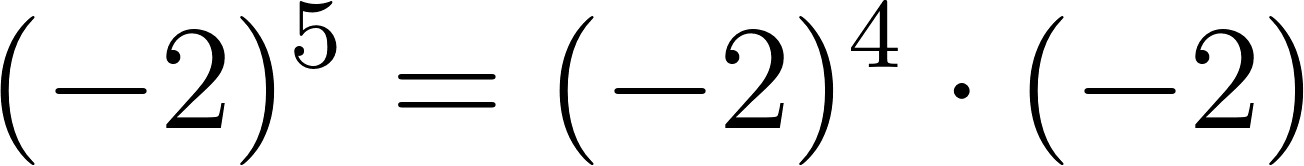 (−2)⁵ = (−2)⁴ · (−2)